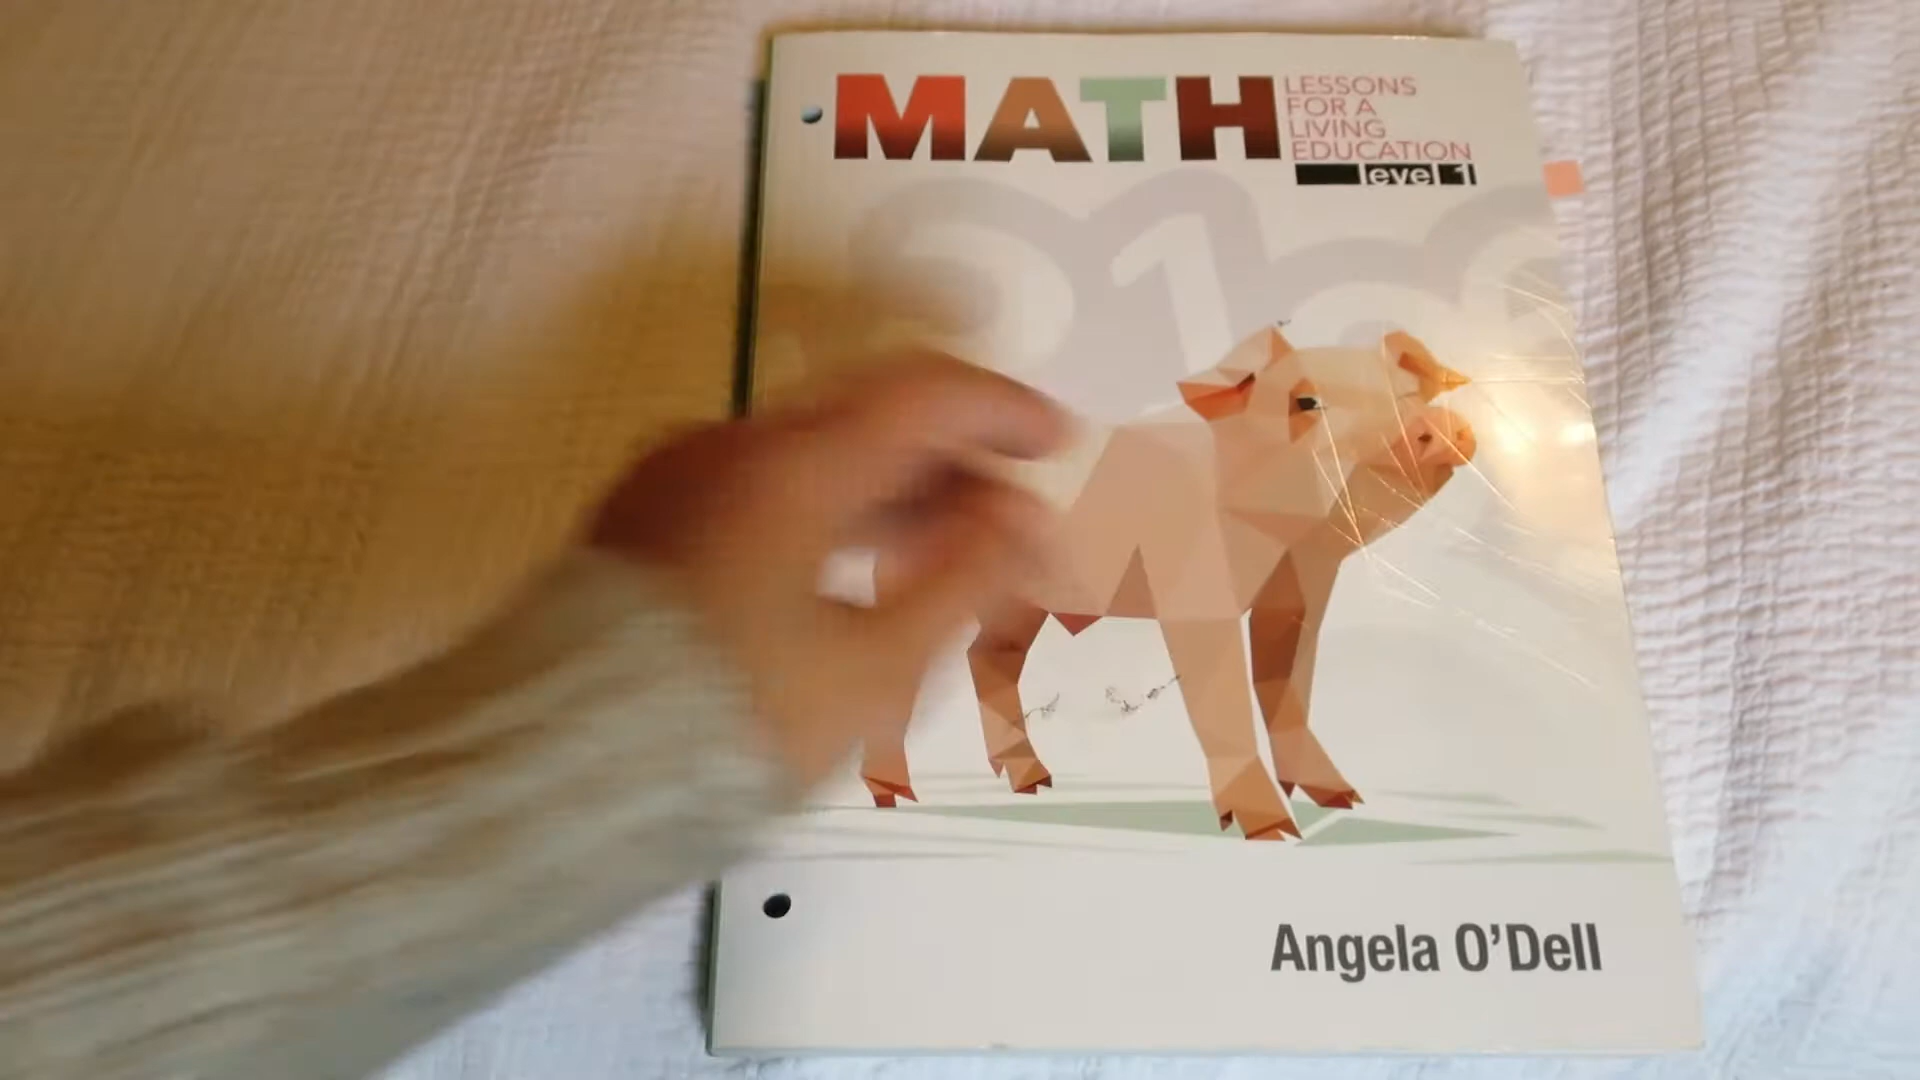 MATH
LESSONS
FOR A
LIVING
EDUCATION
level 1
Angela O'Dell